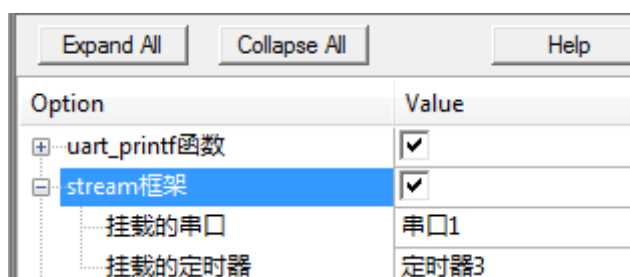 Expand All Collapse All Help
Option Value
uart_printf函数
stream框架
挂载的串口 串口1
挂载的定时器 定时器3